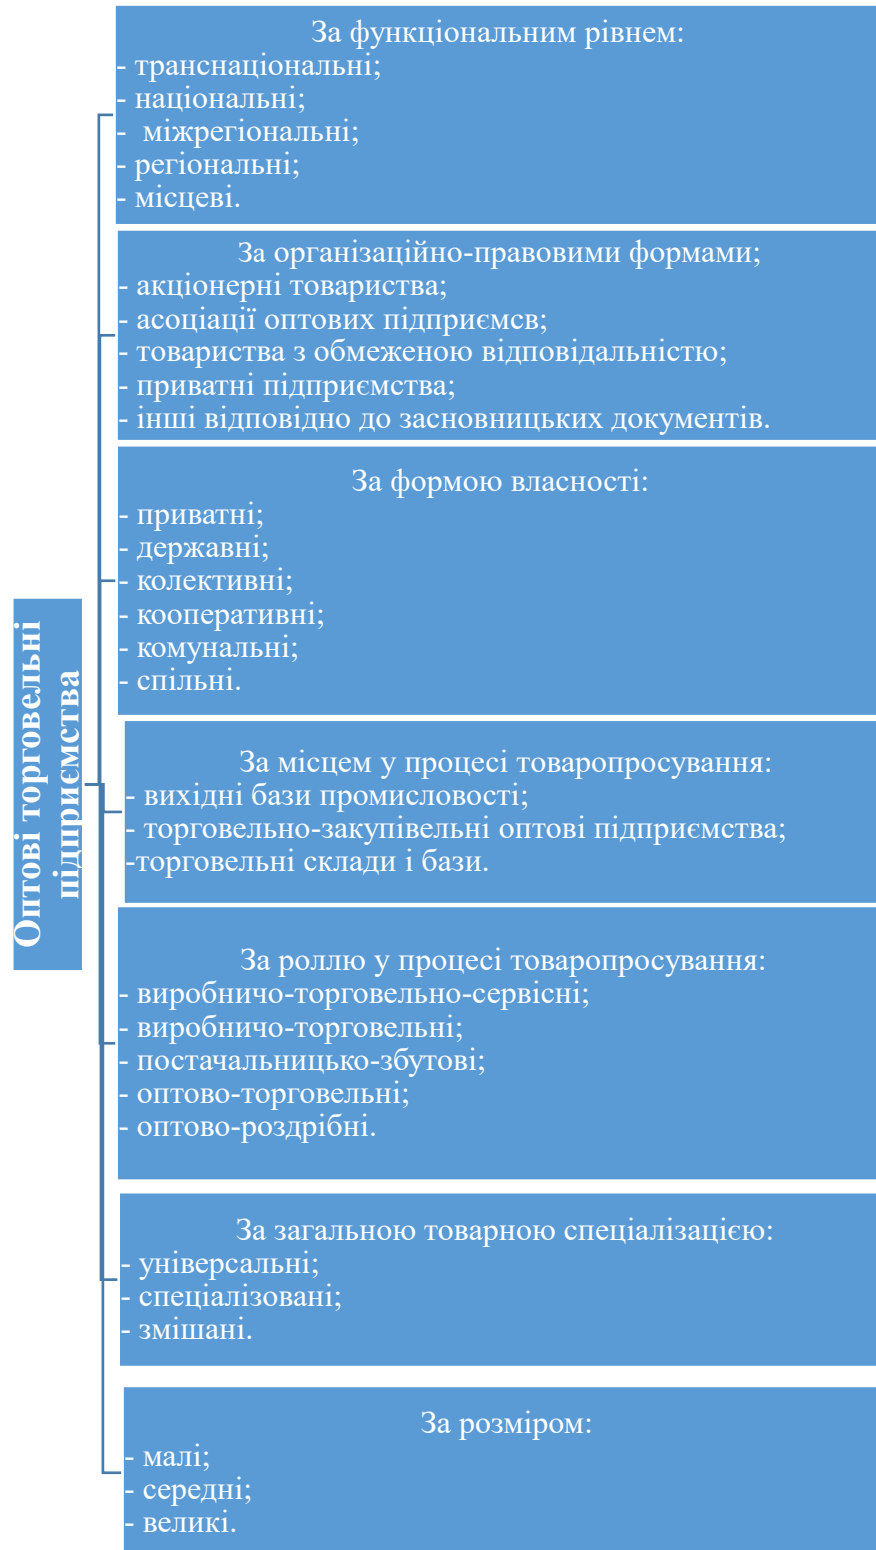 Оптові торговельні
підприємства
За функціональним рівнем:
- транснаціональні;
- національні;
- міжрегіональні;
- регіональні;
- місцеві.
За організаційно-правовими формами;
- акціонерні товариства;
- асоціації оптових підприємсв;
- товариства з обмеженою відповідальністю;
- приватні підприємства;
- інші відповідно до засновницьких документів.
За формою власності:
- приватні;
- державні;
- колективні;
- кооперативні;
- комунальні;
- спільні.
За місцем у процесі товаропросування:
- вихідні бази промисловості;
- торговельно-закупівельні оптові підприємства;
-торговельні склади і бази.
За роллю у процесі товаропросування:
- виробничо-торговельно-сервісні;
- виробничо-торговельні;
- постачальницько-збутові;
- оптово-торговельні;
- оптово-роздрібні.
За загальною товарною спеціалізацією:
- універсальні;
- спеціалізовані;
- змішані.
За розміром:
- малі;
- середні;
- великі.